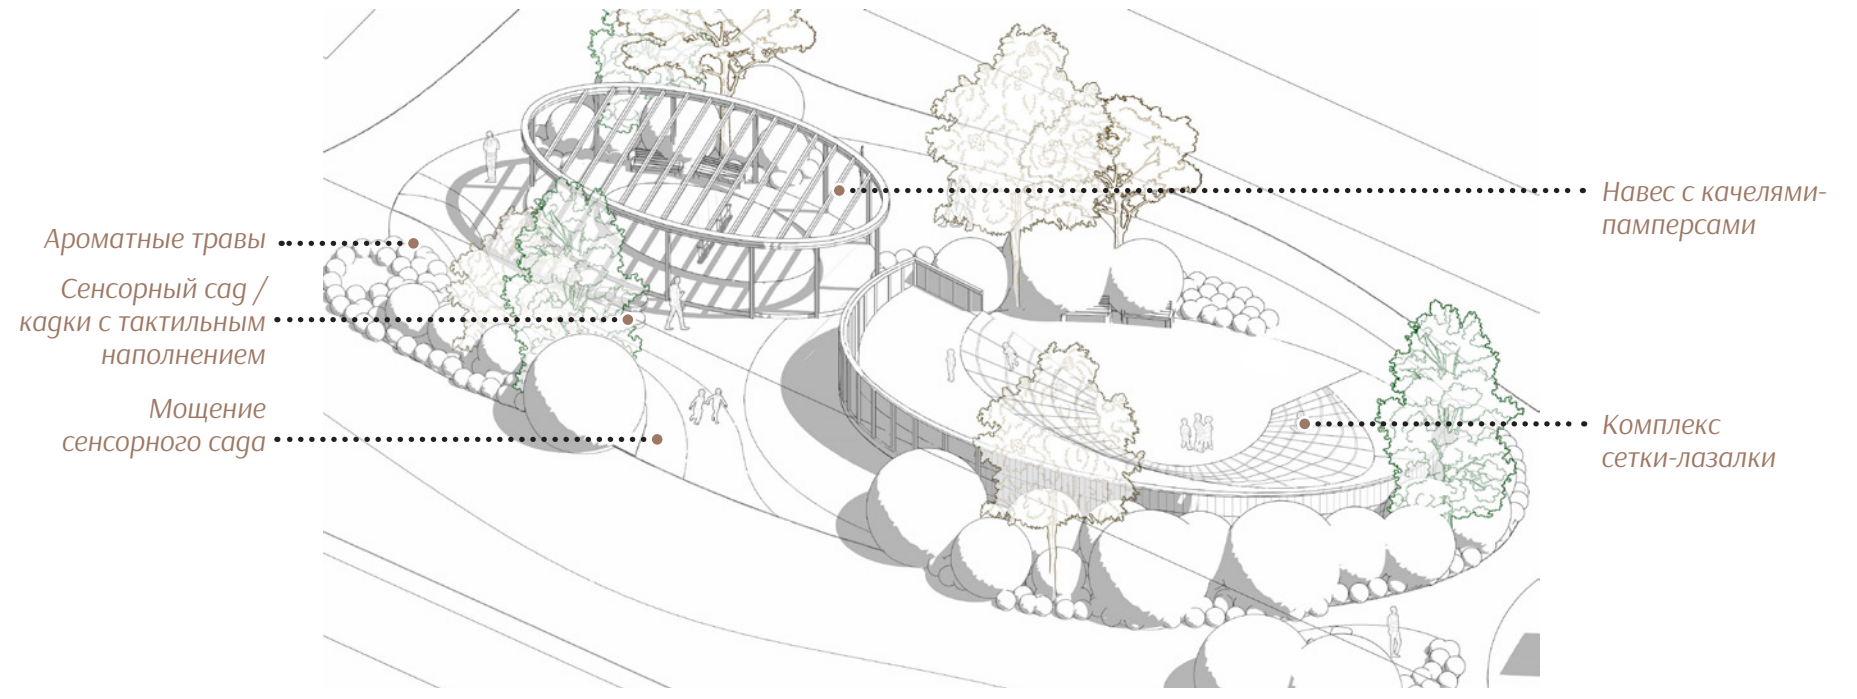 Ароматные травы
Сенсорный сад /
кадки с тактильным
наполнением
Мощение
сенсорного сада
Навес с качелями-
памперсами
Комплекс
сетки-лазалки